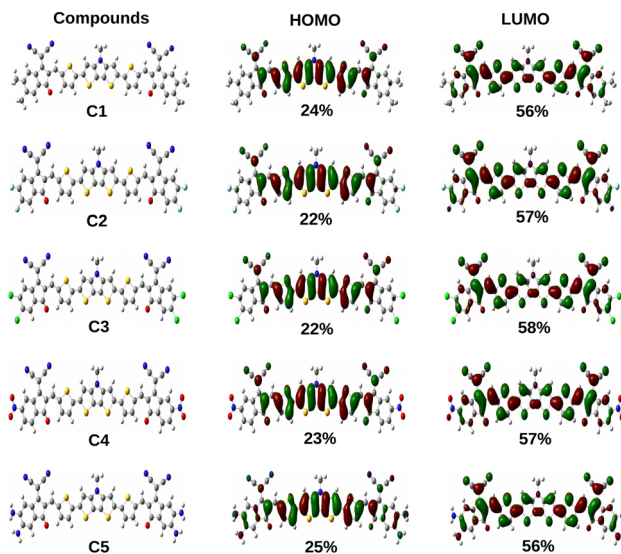 Compounds HOMO LUMO
C1 24% 56%
C2 22% 57%
C3 22% 58%
C4 23% 57%
C5 25% 56%